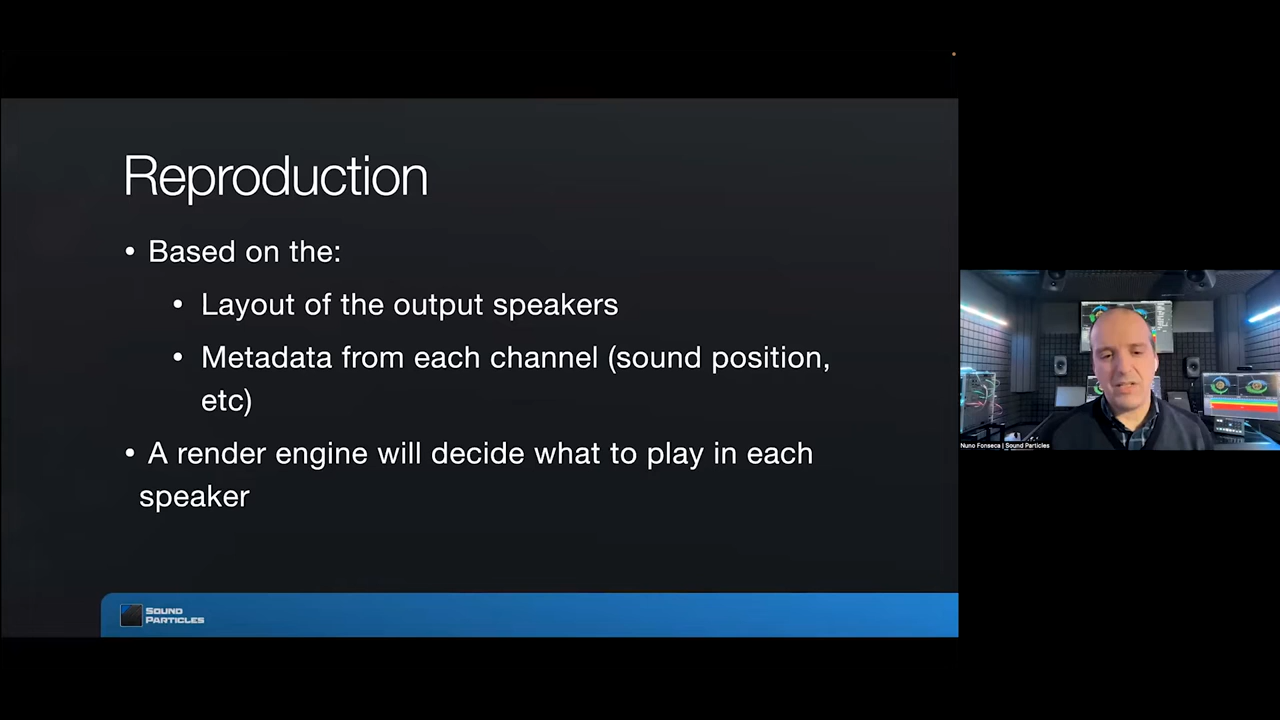 Reproduction
• Based on the:
• Layout of the output speakers
• Metadata from each channel (sound position,
etc)
• A render engine will decide what to play in each
speaker
SOUND
PARTICLES
Nuno Fonseca | Sound Particles